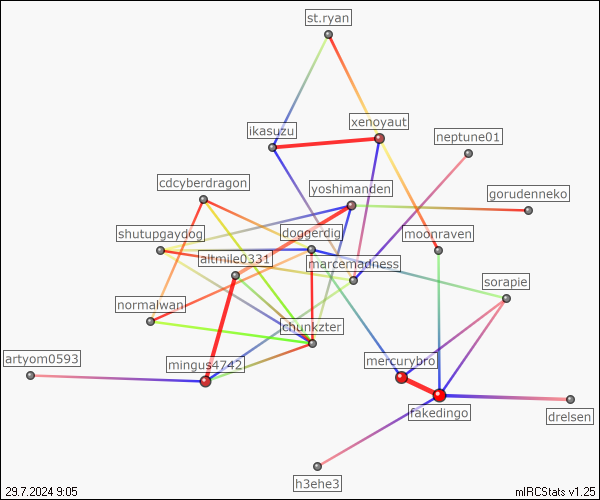 st.ryan
xenoyaut
ikasuzu
neptune01
cdcyberdragon
yoshimanden
gorudenneko
shutupgaydog
doggerdig
moonraven
altmile0331
marcemadness
sorapie
normalwan
chunkzter
artyom0593
mingus4742
mercurybro
fakedingo
drelsen
h3ehe3
29.7.2024 9:05
mIRCStats v1.25